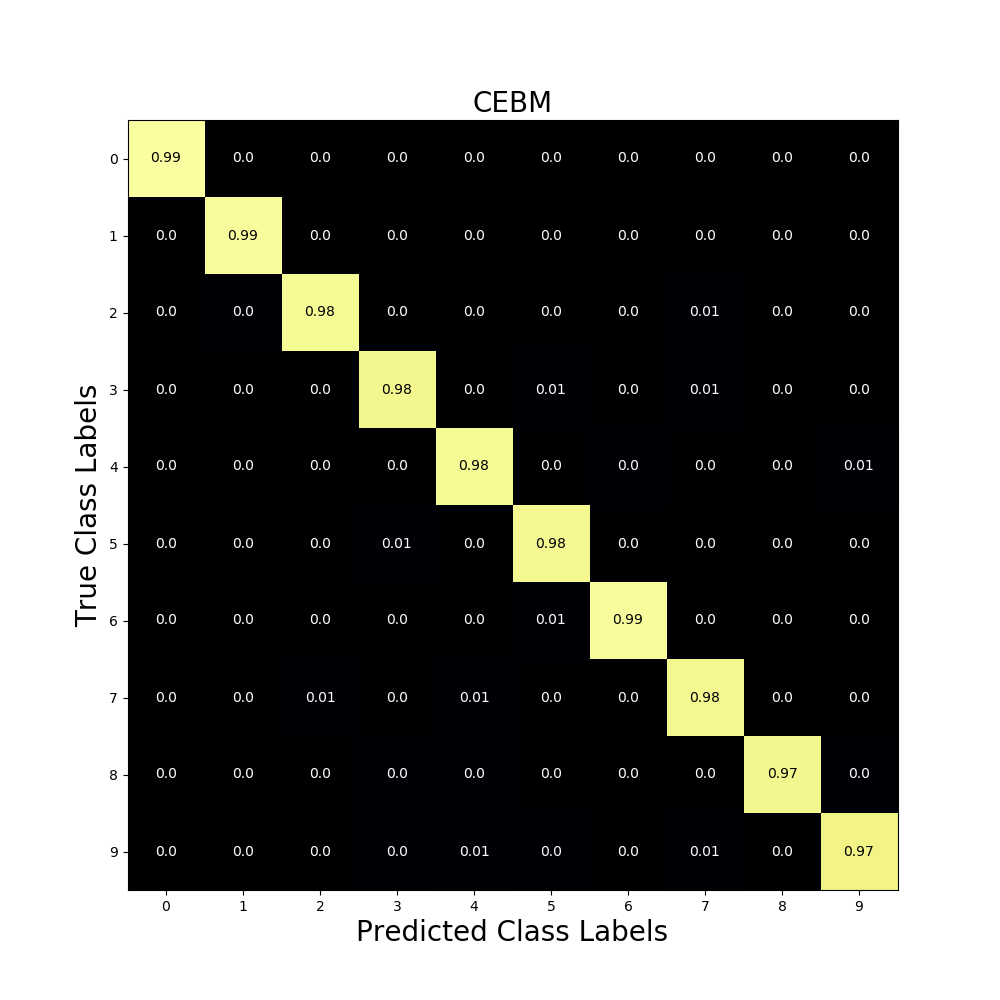 CEBM
0 0.99 0.0 0.0 0.0 0.0 0.0 0.0 0.0 0.0 0.0
1 0.0 0.99 0.0 0.0 0.0 0.0 0.0 0.0 0.0 0.0
2 0.0 0.0 0.98 0.0 0.0 0.0 0.0 0.01 0.0 0.0
3 0.0 0.0 0.0 0.98 0.0 0.01 0.0 0.01 0.0 0.0
4 0.0 0.0 0.0 0.0 0.98 0.0 0.0 0.0 0.0 0.01
5 0.0 0.0 0.0 0.01 0.0 0.98 0.0 0.0 0.0 0.0
6 0.0 0.0 0.0 0.0 0.0 0.01 0.99 0.0 0.0 0.0
7 0.0 0.0 0.01 0.0 0.01 0.0 0.0 0.98 0.0 0.0
8 0.0 0.0 0.0 0.0 0.0 0.0 0.0 0.0 0.97 0.0
9 0.0 0.0 0.0 0.0 0.01 0.0 0.0 0.01 0.0 0.97
0 1 2 3 4 5 6 7 8 9
Predicted Class Labels
True Class Labels